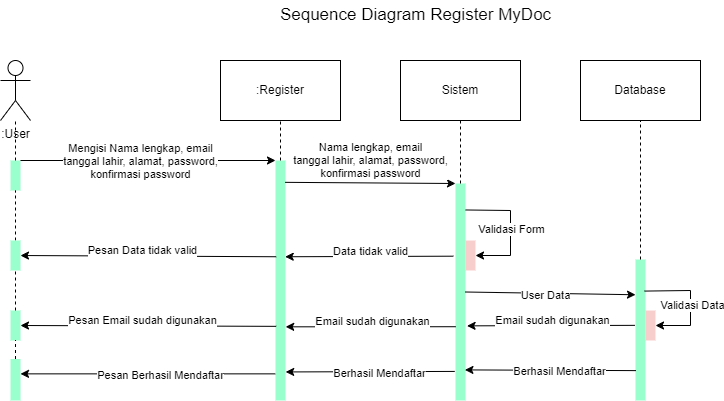 Sequence Diagram Register MyDoc
:User
:Register
Sistem
Database
Mengisi Nama lengkap, email
tanggal lahir, alamat, password,
konfirmasi password
Nama lengkap, email
tanggal lahir, alamat, password,
konfirmasi password
Validasi Form
Pesan Data tidak valid
Data tidak valid
User Data
Validasi Data
Pesan Email sudah digunakan
Email sudah digunakan
Email sudah digunakan
Pesan Berhasil Mendaftar
Berhasil Mendaftar
Berhasil Mendaftar